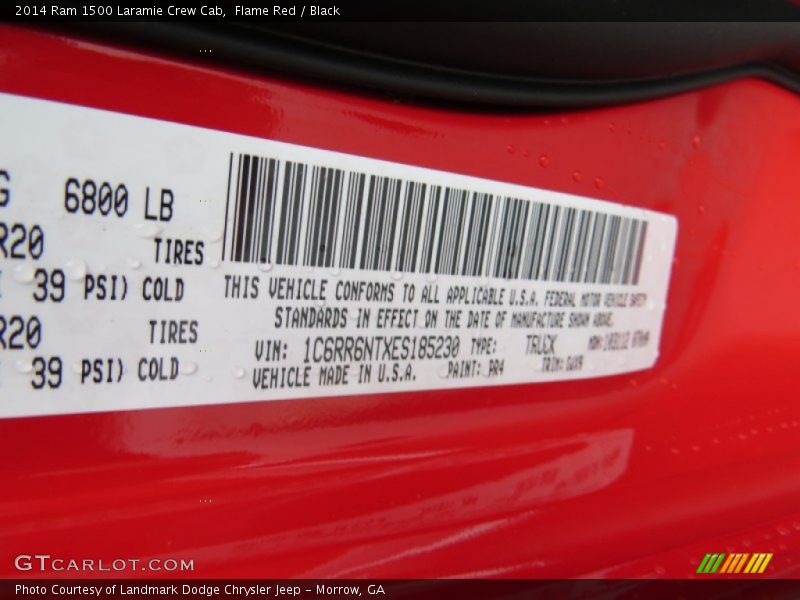 2014 Ram 1500 Laramie Crew Cab,  Flame Red / Black
G 6800 LB
R20 TIRES
39 PSI) COLD
R20 TIRES
39 PSI) COLD
THIS VEHICLE CONFORMS TO ALL APPLICABLE U.S.A. FEDERAL MOTOR VEHICLE SAFETY
STANDARDS IN EFFECT ON THE DATE OF MANUFACTURE SHOWN ABOVE.
VIN: 1C6RR6NTXES185230 TYPE: TRUCK
VEHICLE MADE IN U.S.A. PAINT: PR4 TRIM:
GTCARLOT.COM
Photo Courtesy of Landmark Dodge Chrysler Jeep - Morrow, GA